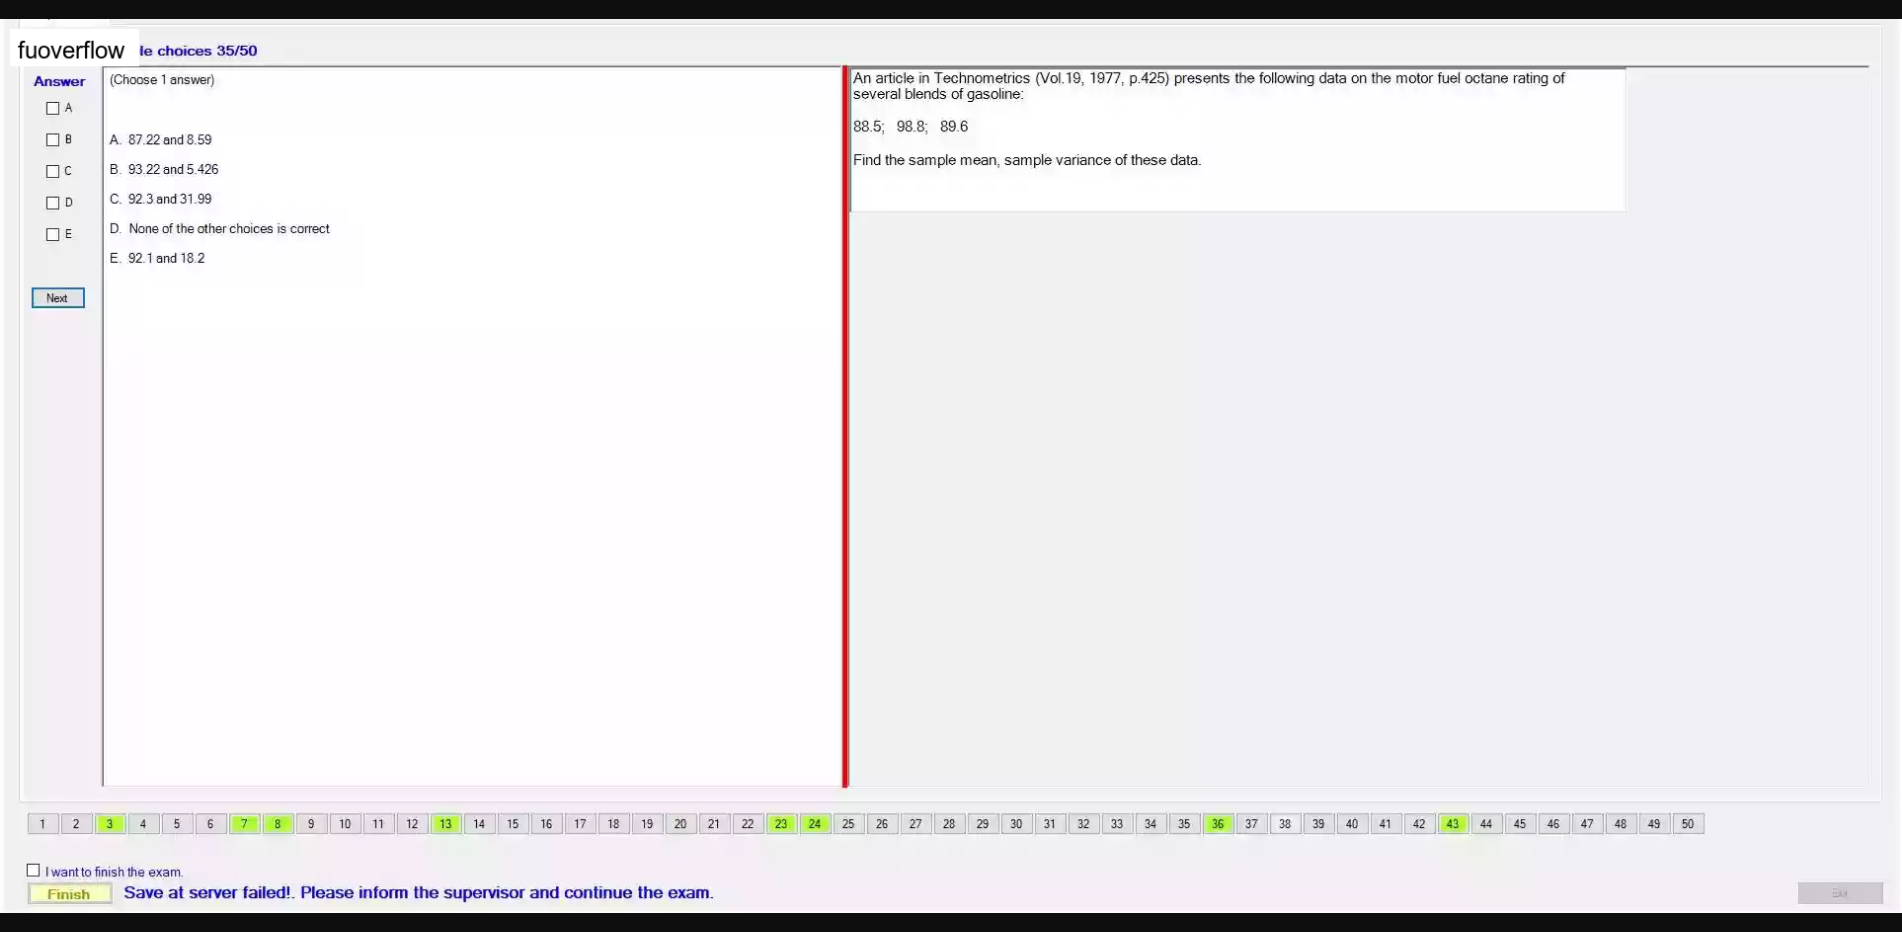 fuoverflow le choices 35/50
Answer
A
B
C
D
E
Next
(Choose 1 answer)
A. 87.22 and 8.59
B. 93.22 and 5.426
C. 92.3 and 31.99
D. None of the other choices is correct
E. 92.1 and 18.2
An article in Technometrics (Vol.19, 1977, p.425) presents the following data on the motor fuel octane rating of
several blends of gasoline:
88.5; 98.8; 89.6
Find the sample mean, sample variance of these data.
1 2 3 4 5 6 7 8 9 10 11 12 13 14 15 16 17 18 19 20 21 22 23 24 25 26 27 28 29 30 31 32 33 34 35 36 37 38 39 40 41 42 43 44 45 46 47 48 49 50
I want to finish the exam.
Finish Save at server failed!. Please inform the supervisor and continue the exam.